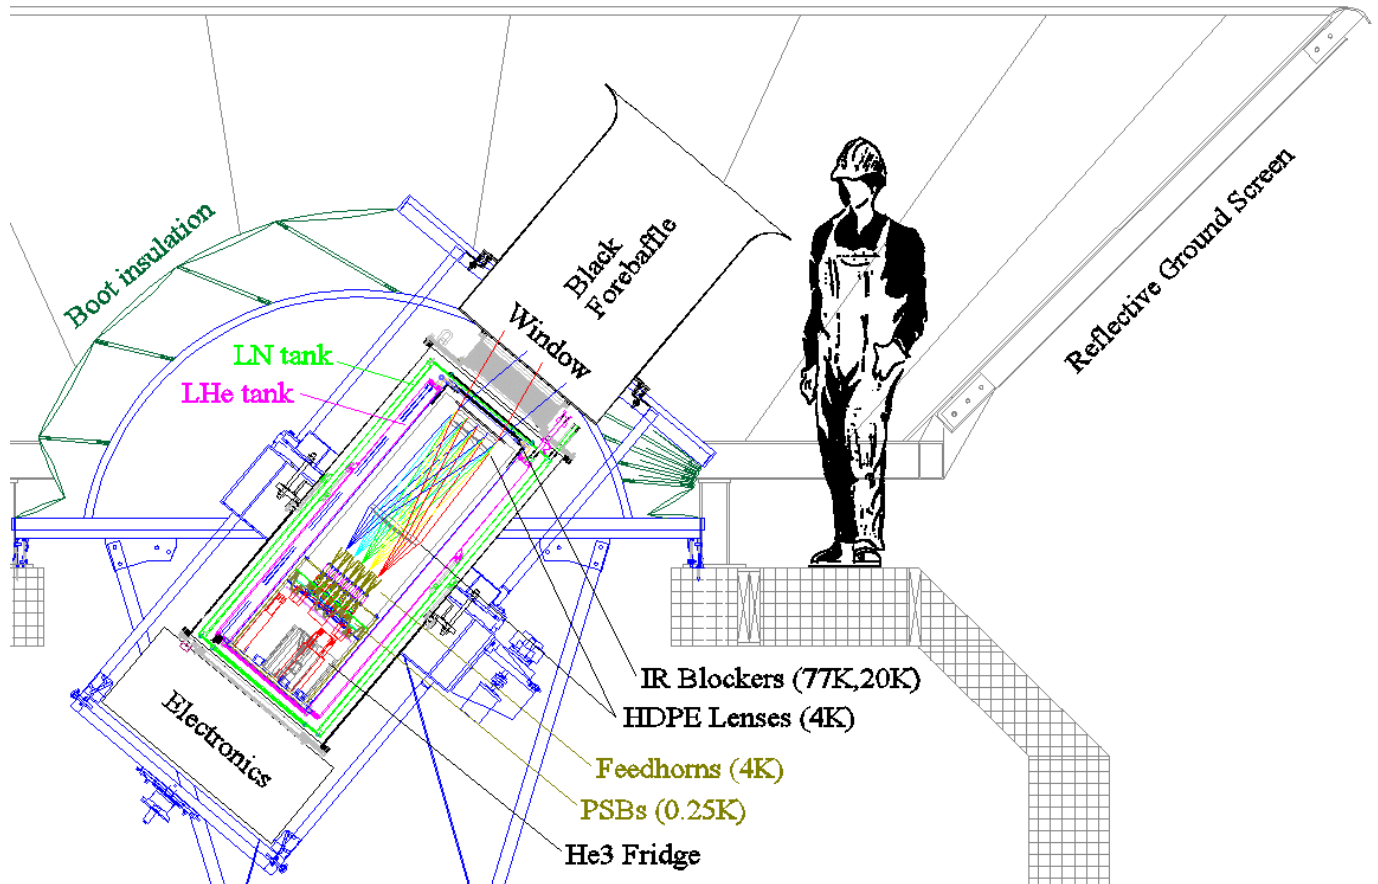 Reflective Ground Screen
Black
Forebaffle
Boot insulation
Window
LN tank
LHe tank
IR Blockers (77K,20K)
HDPE Lenses (4K)
Electronics
Feedhorns (4K)
PSBs (0.25K)
He3 Fridge